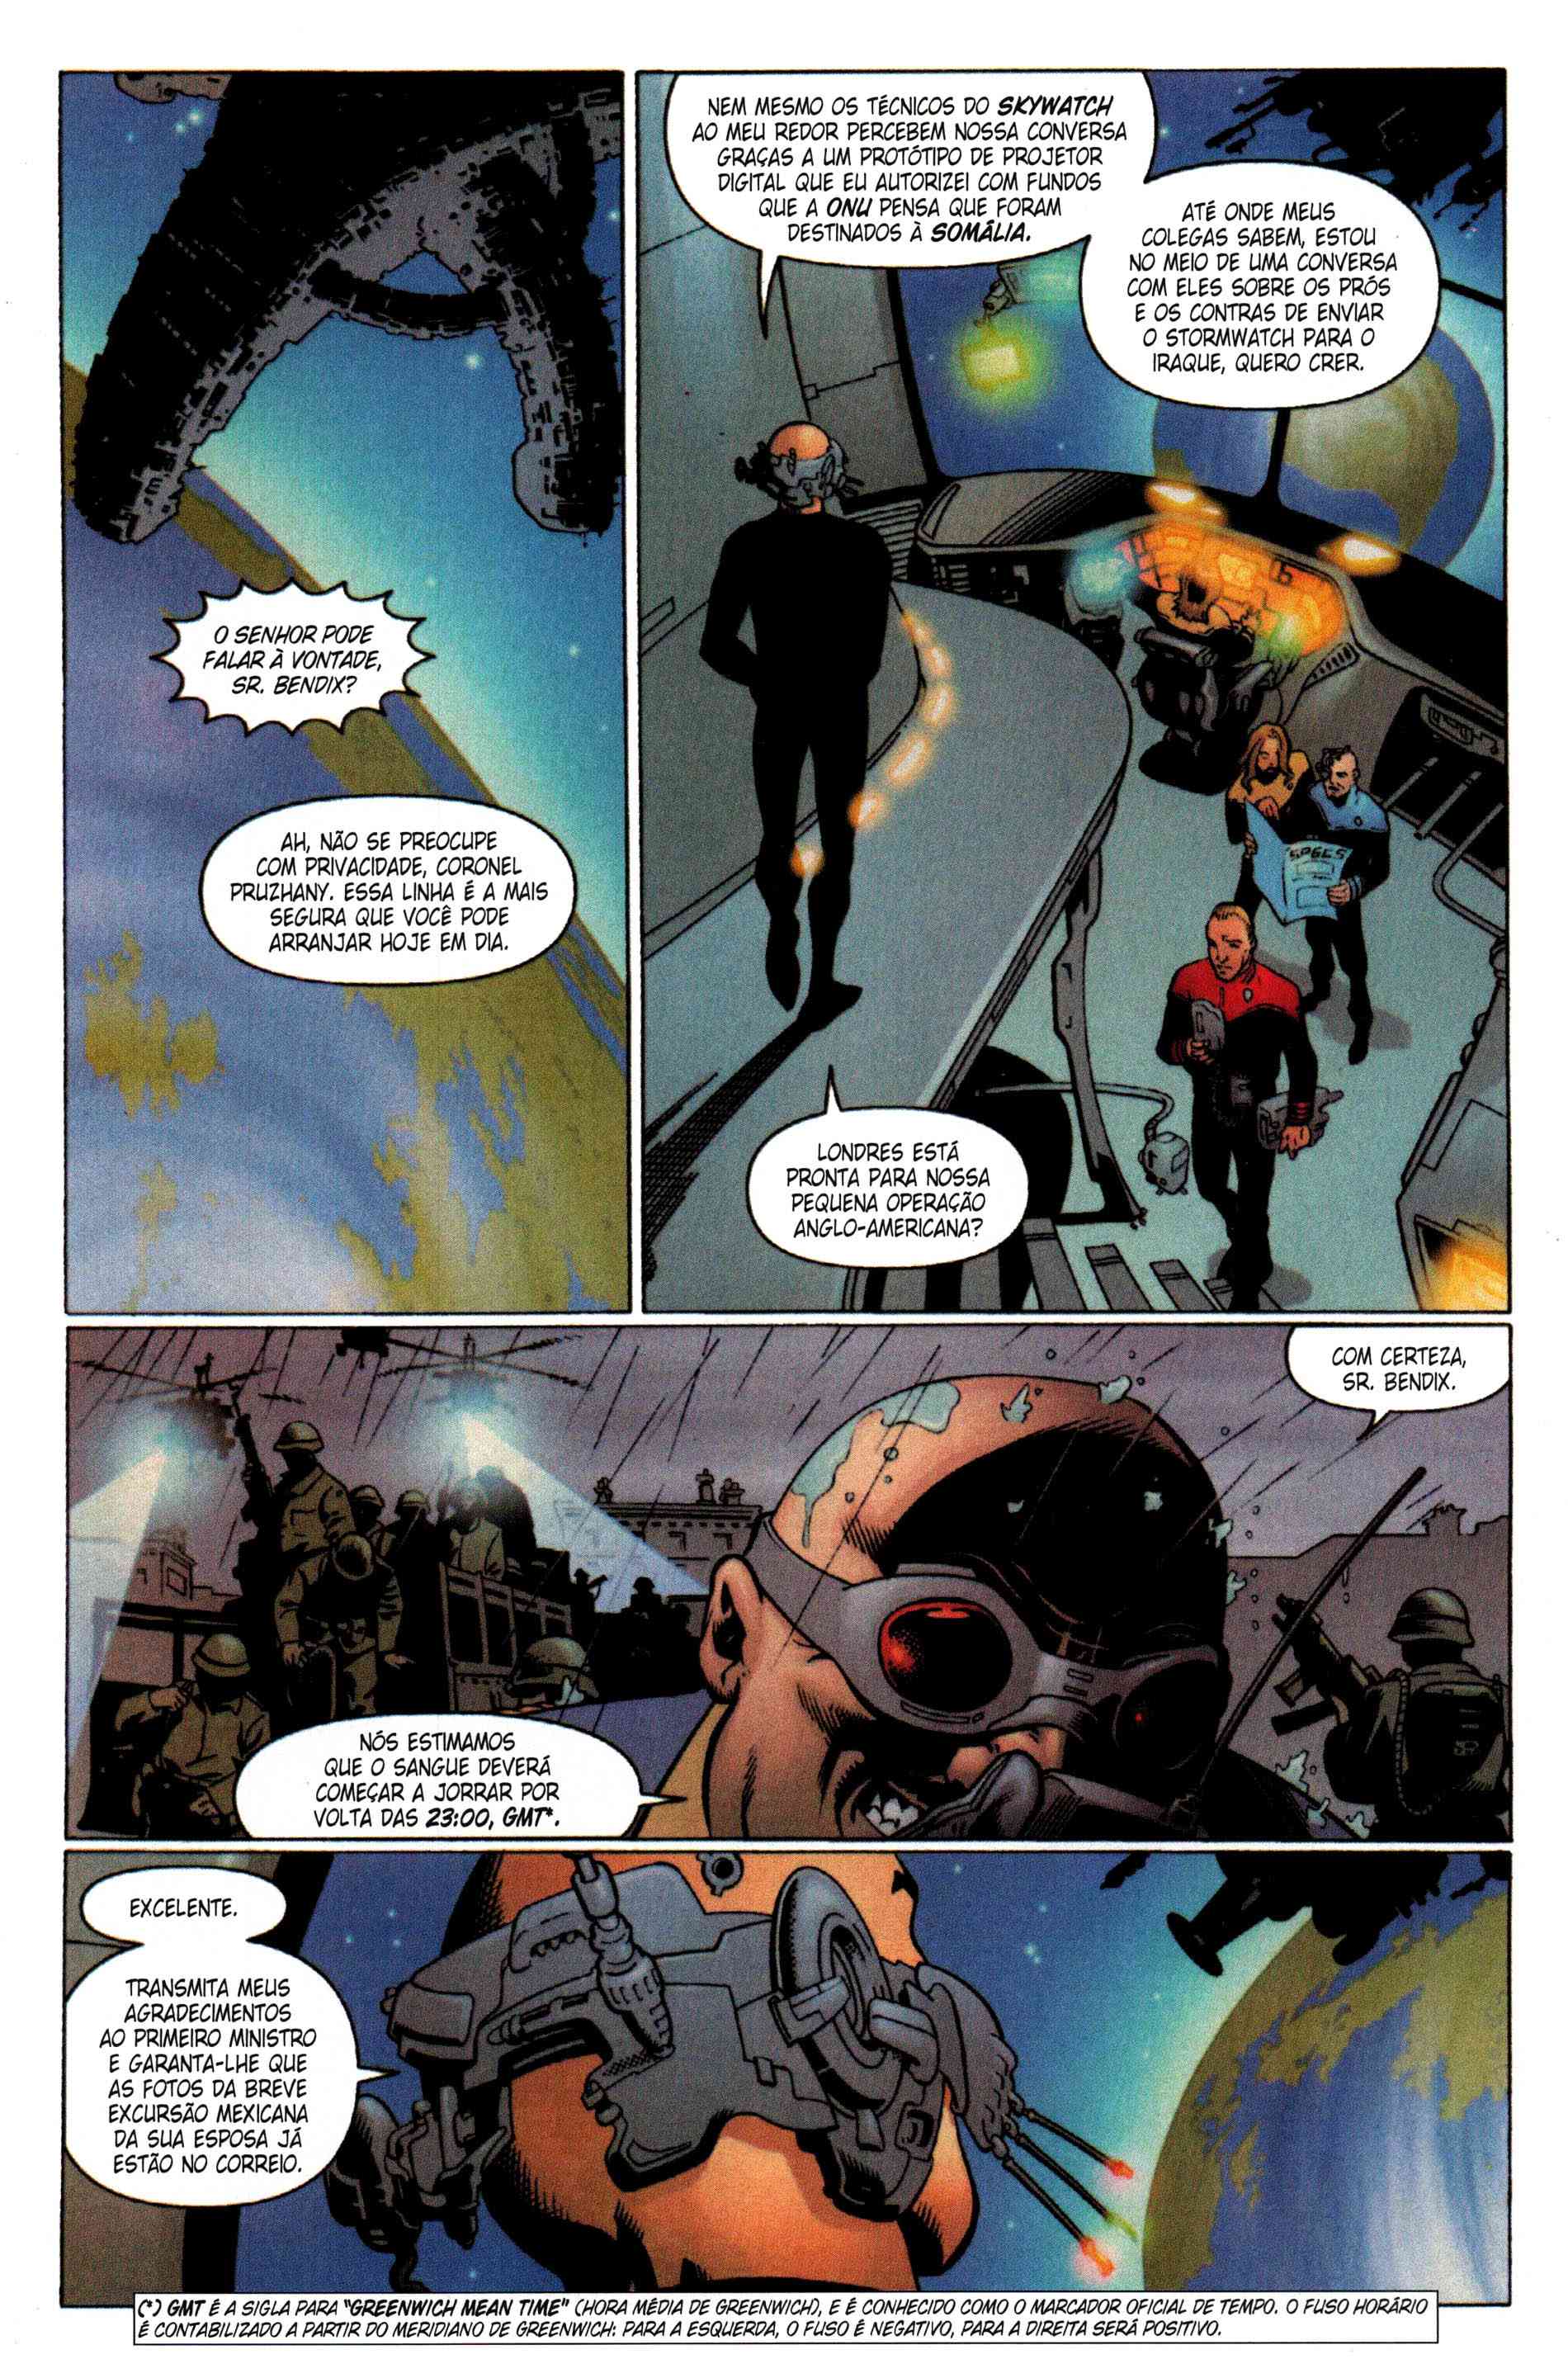 O SENHOR PODE
FALAR À VONTADE,
SR. BENDIX?
AH, NÃO SE PREOCUPE
COM PRIVACIDADE, CORONEL
PRUZHANY. ESSA LINHA É A MAIS
SEGURA QUE VOCÊ PODE
ARRANJAR HOJE EM DIA.
NEM MESMO OS TÉCNICOS DO SKYWATCH
AO MEU REDOR PERCEBEM NOSSA CONVERSA
GRAÇAS A UM PROTÓTIPO DE PROJETOR
DIGITAL QUE EU AUTORIZEI COM FUNDOS
QUE A ONU PENSA QUE FORAM
DESTINADOS À SOMÁLIA.
ATÉ ONDE MEUS
COLEGAS SABEM, ESTOU
NO MEIO DE UMA CONVERSA
COM ELES SOBRE OS PRÓS
E OS CONTRAS DE ENVIAR
O STORMWATCH PARA O
IRAQUE, QUERO CRER.
LONDRES ESTÁ
PRONTA PARA NOSSA
PEQUENA OPERAÇÃO
ANGLO-AMERICANA?
COM CERTEZA,
SR. BENDIX.
NÓS ESTIMAMOS
QUE O SANGUE DEVERÁ
COMEÇAR A JORRAR POR
VOLTA DAS 23:00, GMT*.
EXCELENTE.
TRANSMITA MEUS
AGRADECIMENTOS
AO PRIMEIRO MINISTRO
E GARANTA-LHE QUE
AS FOTOS DA BREVE
EXCURSÃO MEXICANA
DA SUA ESPOSA JÁ
ESTÃO NO CORREIO.
(*) GMT É A SIGLA PARA "GREENWICH MEAN TIME" (HORA MÉDIA DE GREENWICH), E É CONHECIDO COMO O MARCADOR OFICIAL DE TEMPO. O FUSO HORÁRIO
É CONTABILIZADO A PARTIR DO MERIDIANO DE GREENWICH: PARA A ESQUERDA, O FUSO É NEGATIVO, PARA A DIREITA SERÁ POSITIVO.